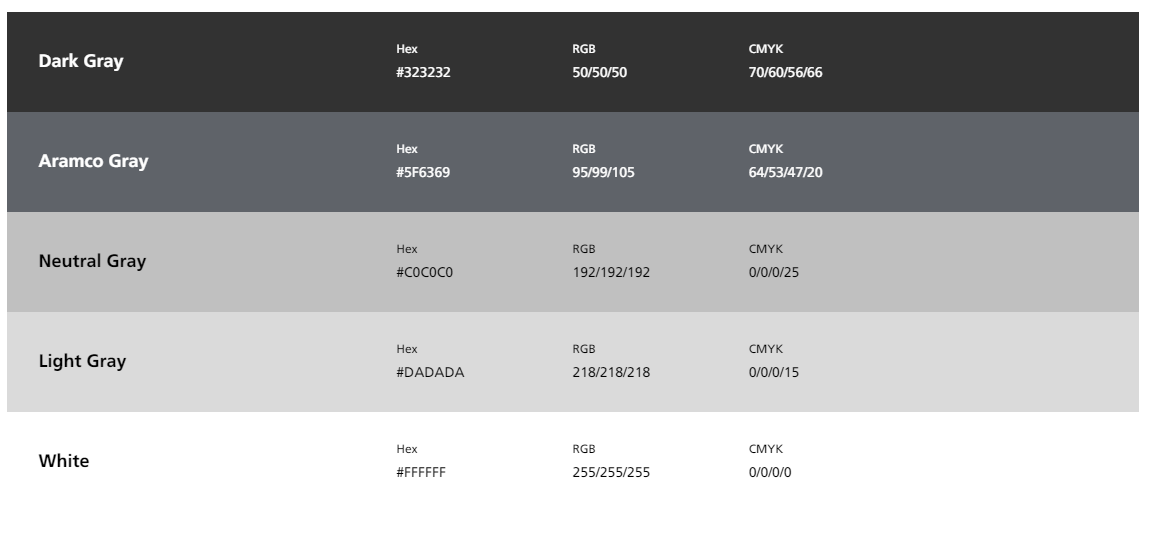 Dark Gray
Hex
#323232
RGB
50/50/50
CMYK
70/60/56/66
Aramco Gray
Hex
#5F6369
RGB
95/99/105
CMYK
64/53/47/20
Neutral Gray
Hex
#C0C0C0
RGB
192/192/192
CMYK
0/0/0/25
Light Gray
Hex
#DADADA
RGB
218/218/218
CMYK
0/0/0/15
White
Hex
#FFFFFF
RGB
255/255/255
CMYK
0/0/0/0